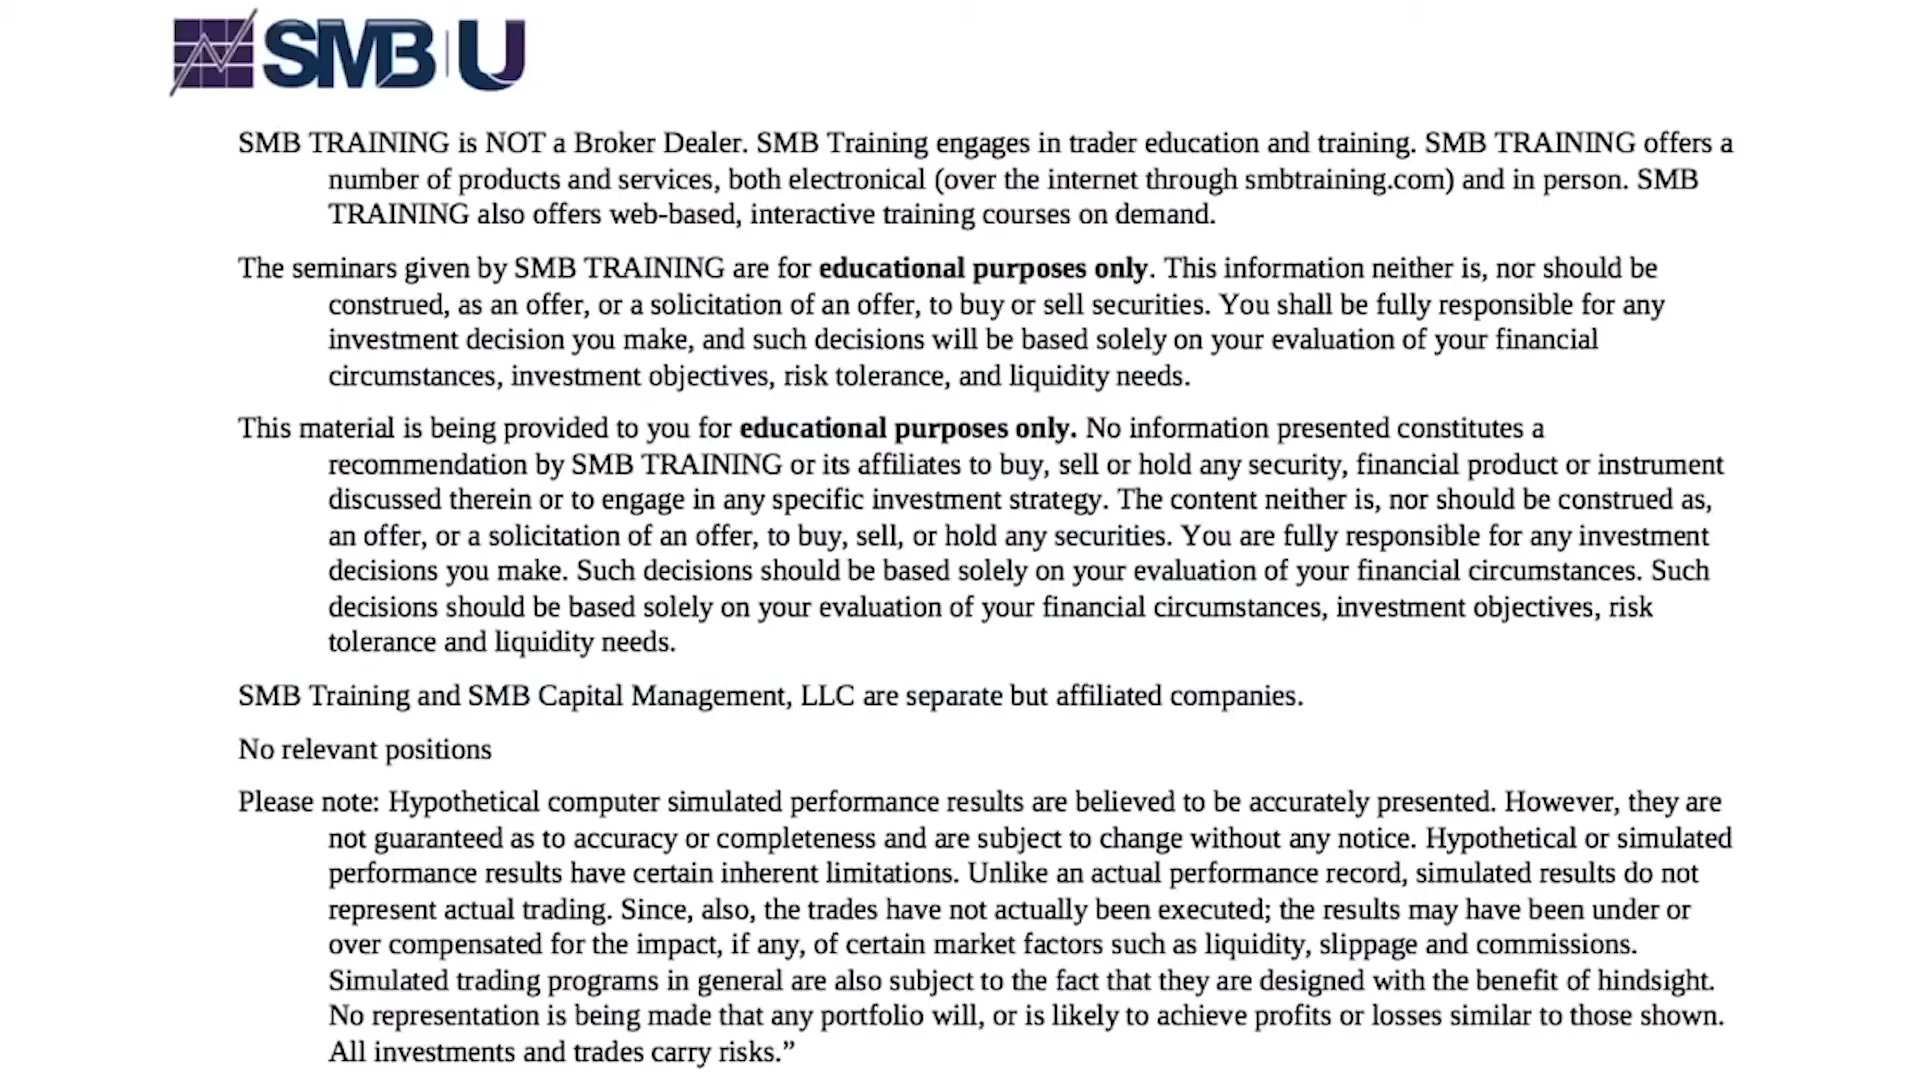 SMB U
SMB TRAINING is NOT a Broker Dealer. SMB Training engages in trader education and training. SMB TRAINING offers a
number of products and services, both electronical (over the internet through smbtraining.com) and in person. SMB
TRAINING also offers web-based, interactive training courses on demand.
The seminars given by SMB TRAINING are for educational purposes only. This information neither is, nor should be
construed, as an offer, or a solicitation of an offer, to buy or sell securities. You shall be fully responsible for any
investment decision you make, and such decisions will be based solely on your evaluation of your financial
circumstances, investment objectives, risk tolerance, and liquidity needs.
This material is being provided to you for educational purposes only. No information presented constitutes a
recommendation by SMB TRAINING or its affiliates to buy, sell or hold any security, financial product or instrument
discussed therein or to engage in any specific investment strategy. The content neither is, nor should be construed as,
an offer, or a solicitation of an offer, to buy, sell, or hold any securities. You are fully responsible for any investment
decisions you make. Such decisions should be based solely on your evaluation of your financial circumstances. Such
decisions should be based solely on your evaluation of your financial circumstances, investment objectives, risk
tolerance and liquidity needs.
SMB Training and SMB Capital Management, LLC are separate but affiliated companies.
No relevant positions
Please note: Hypothetical computer simulated performance results are believed to be accurately presented. However, they are
not guaranteed as to accuracy or completeness and are subject to change without any notice. Hypothetical or simulated
performance results have certain inherent limitations. Unlike an actual performance record, simulated results do not
represent actual trading. Since, also, the trades have not actually been executed; the results may have been under or
over compensated for the impact, if any, of certain market factors such as liquidity, slippage and commissions.
Simulated trading programs in general are also subject to the fact that they are designed with the benefit of hindsight.
No representation is being made that any portfolio will, or is likely to achieve profits or losses similar to those shown.
All investments and trades carry risks.”